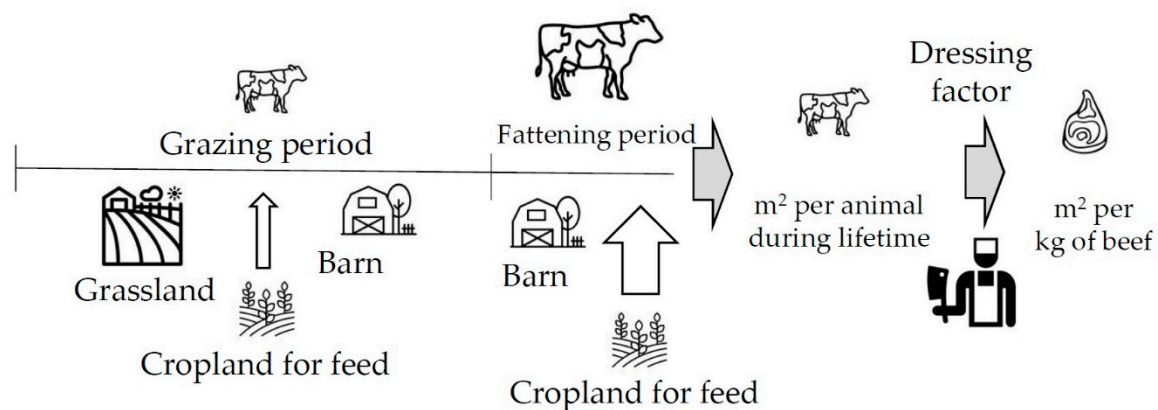 Grazing period
Fattening period
Grassland
Barn
Cropland for feed
Barn
Cropland for feed
m² per animal
during lifetime
Dressing
factor
m² per
kg of beef